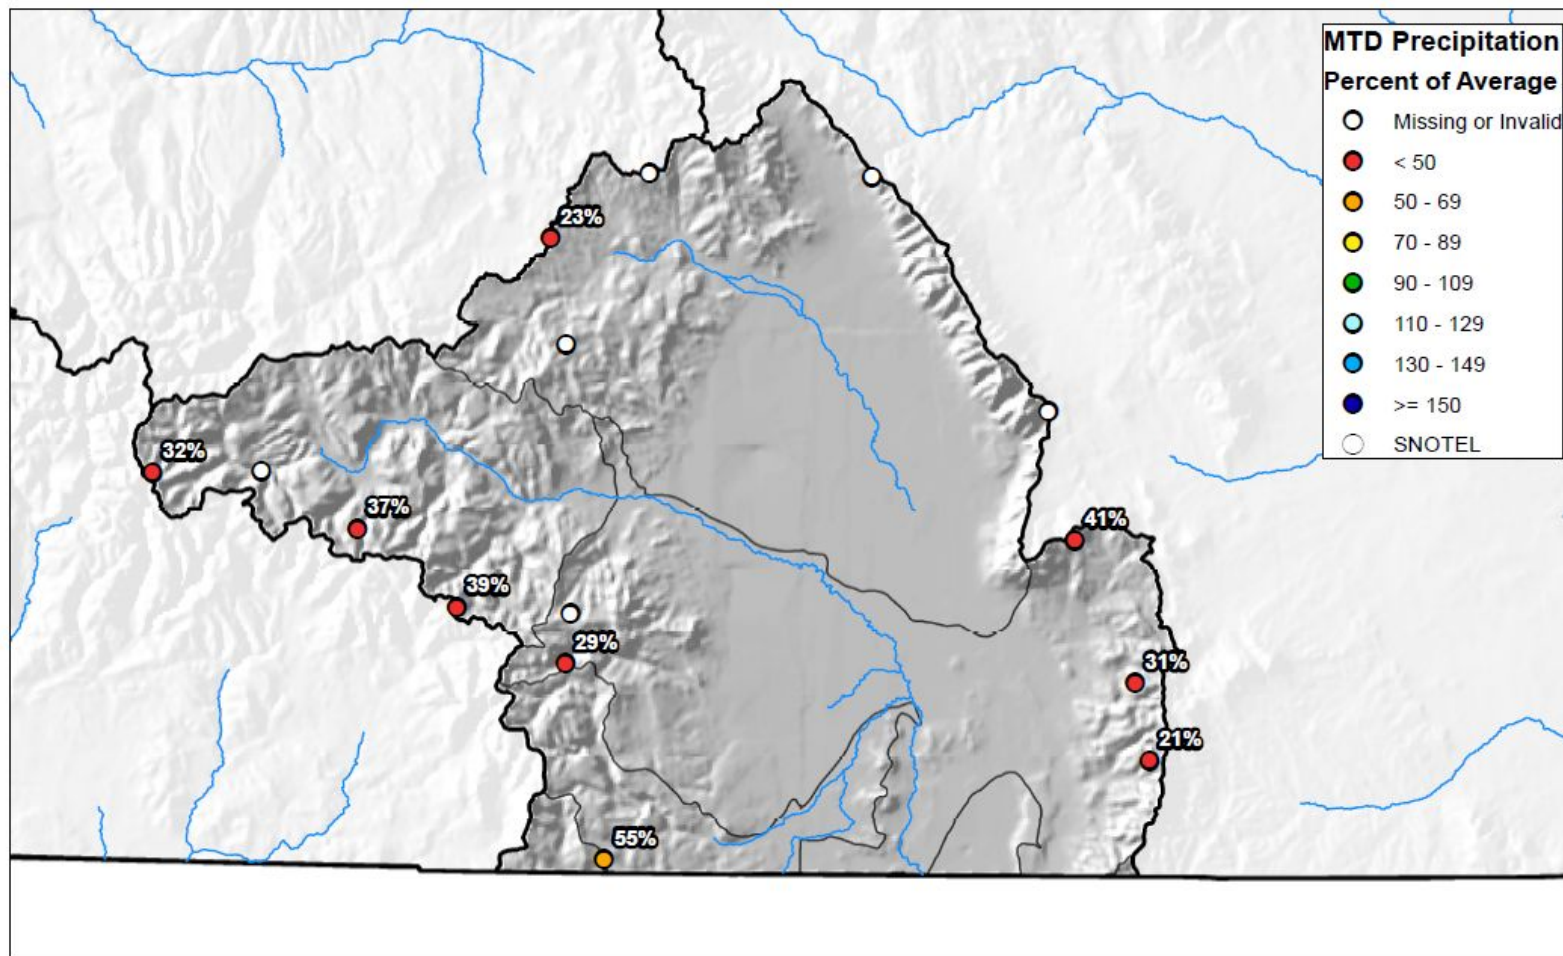 MTD Precipitation
Percent of Average
Missing or Invalid
< 50
50 - 69
70 - 89
90 - 109
110 - 129
130 - 149
>= 150
SNOTEL
23%
32%
37%
41%
39%
29%
31%
21%
55%